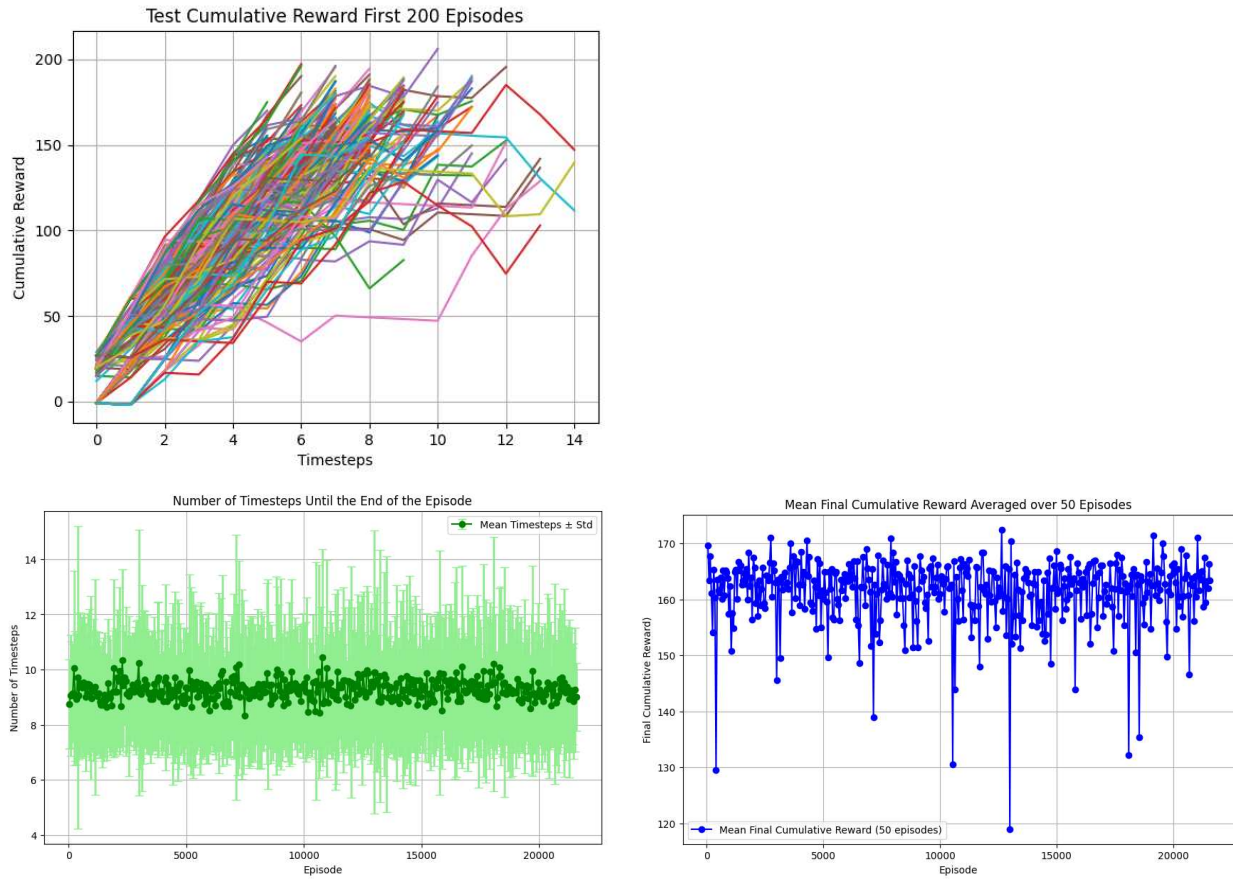 Test Cumulative Reward First 200 Episodes
200
150
100
50
0
Cumulative Reward
0 2 4 6 8 10 12 14
Timesteps
Number of Timesteps Until the End of the Episode
Mean Timesteps ± Std
14
12
10
8
6
4
Number of Timesteps
0 5000 10000 15000 20000
Episode
Mean Final Cumulative Reward Averaged over 50 Episodes
170
160
150
140
130
120
Final Cumulative Reward)
Mean Final Cumulative Reward (50 episodes)
0 5000 10000 15000 20000
Episode